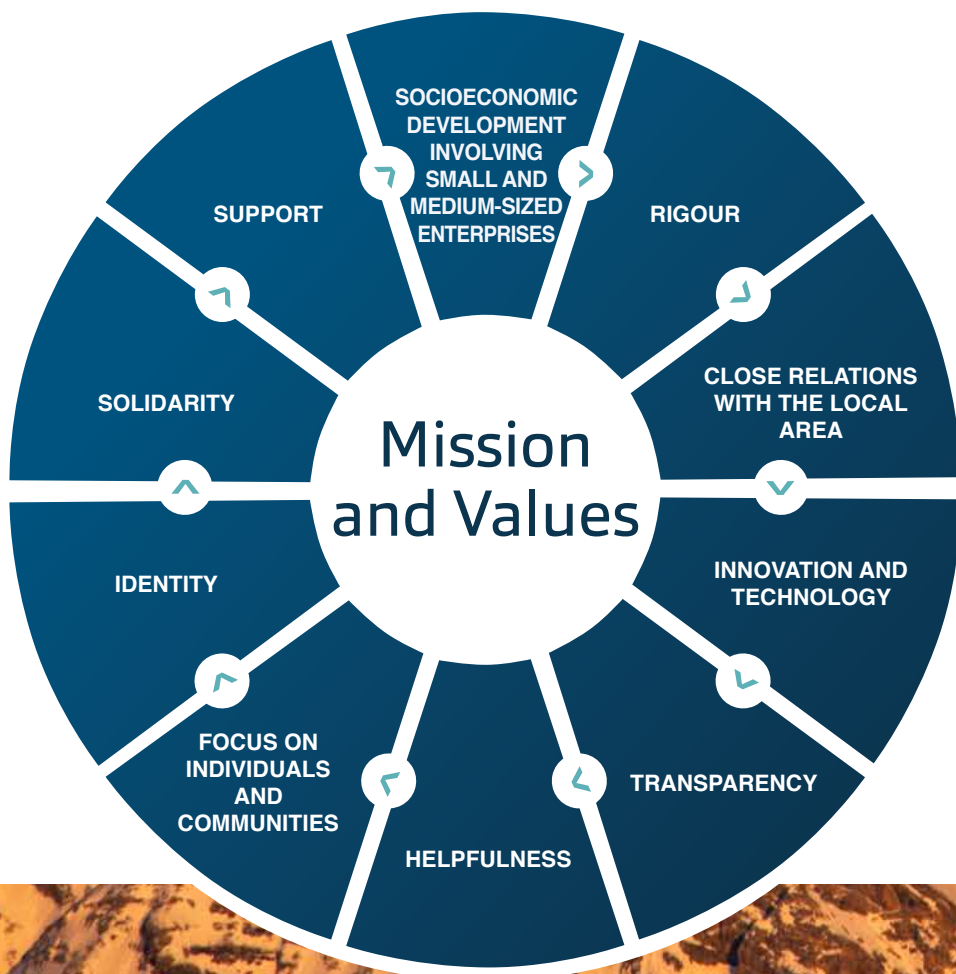 Mission
and Values
SOCIOECONOMIC
DEVELOPMENT
INVOLVING
SMALL AND
MEDIUM-SIZED
ENTERPRISES
RIGOUR
CLOSE RELATIONS
WITH THE LOCAL
AREA
INNOVATION AND
TECHNOLOGY
TRANSPARENCY
HELPFULNESS
FOCUS ON
INDIVIDUALS
AND
COMMUNITIES
IDENTITY
SOLIDARITY
SUPPORT